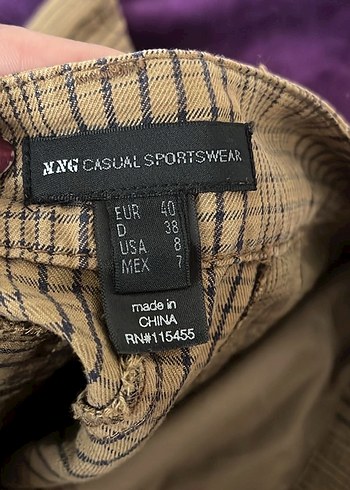 MNG CASUAL SPORTSWEAR
EUR 40
D 38
USA 8
MEX 7
made in
CHINA
RN#115455